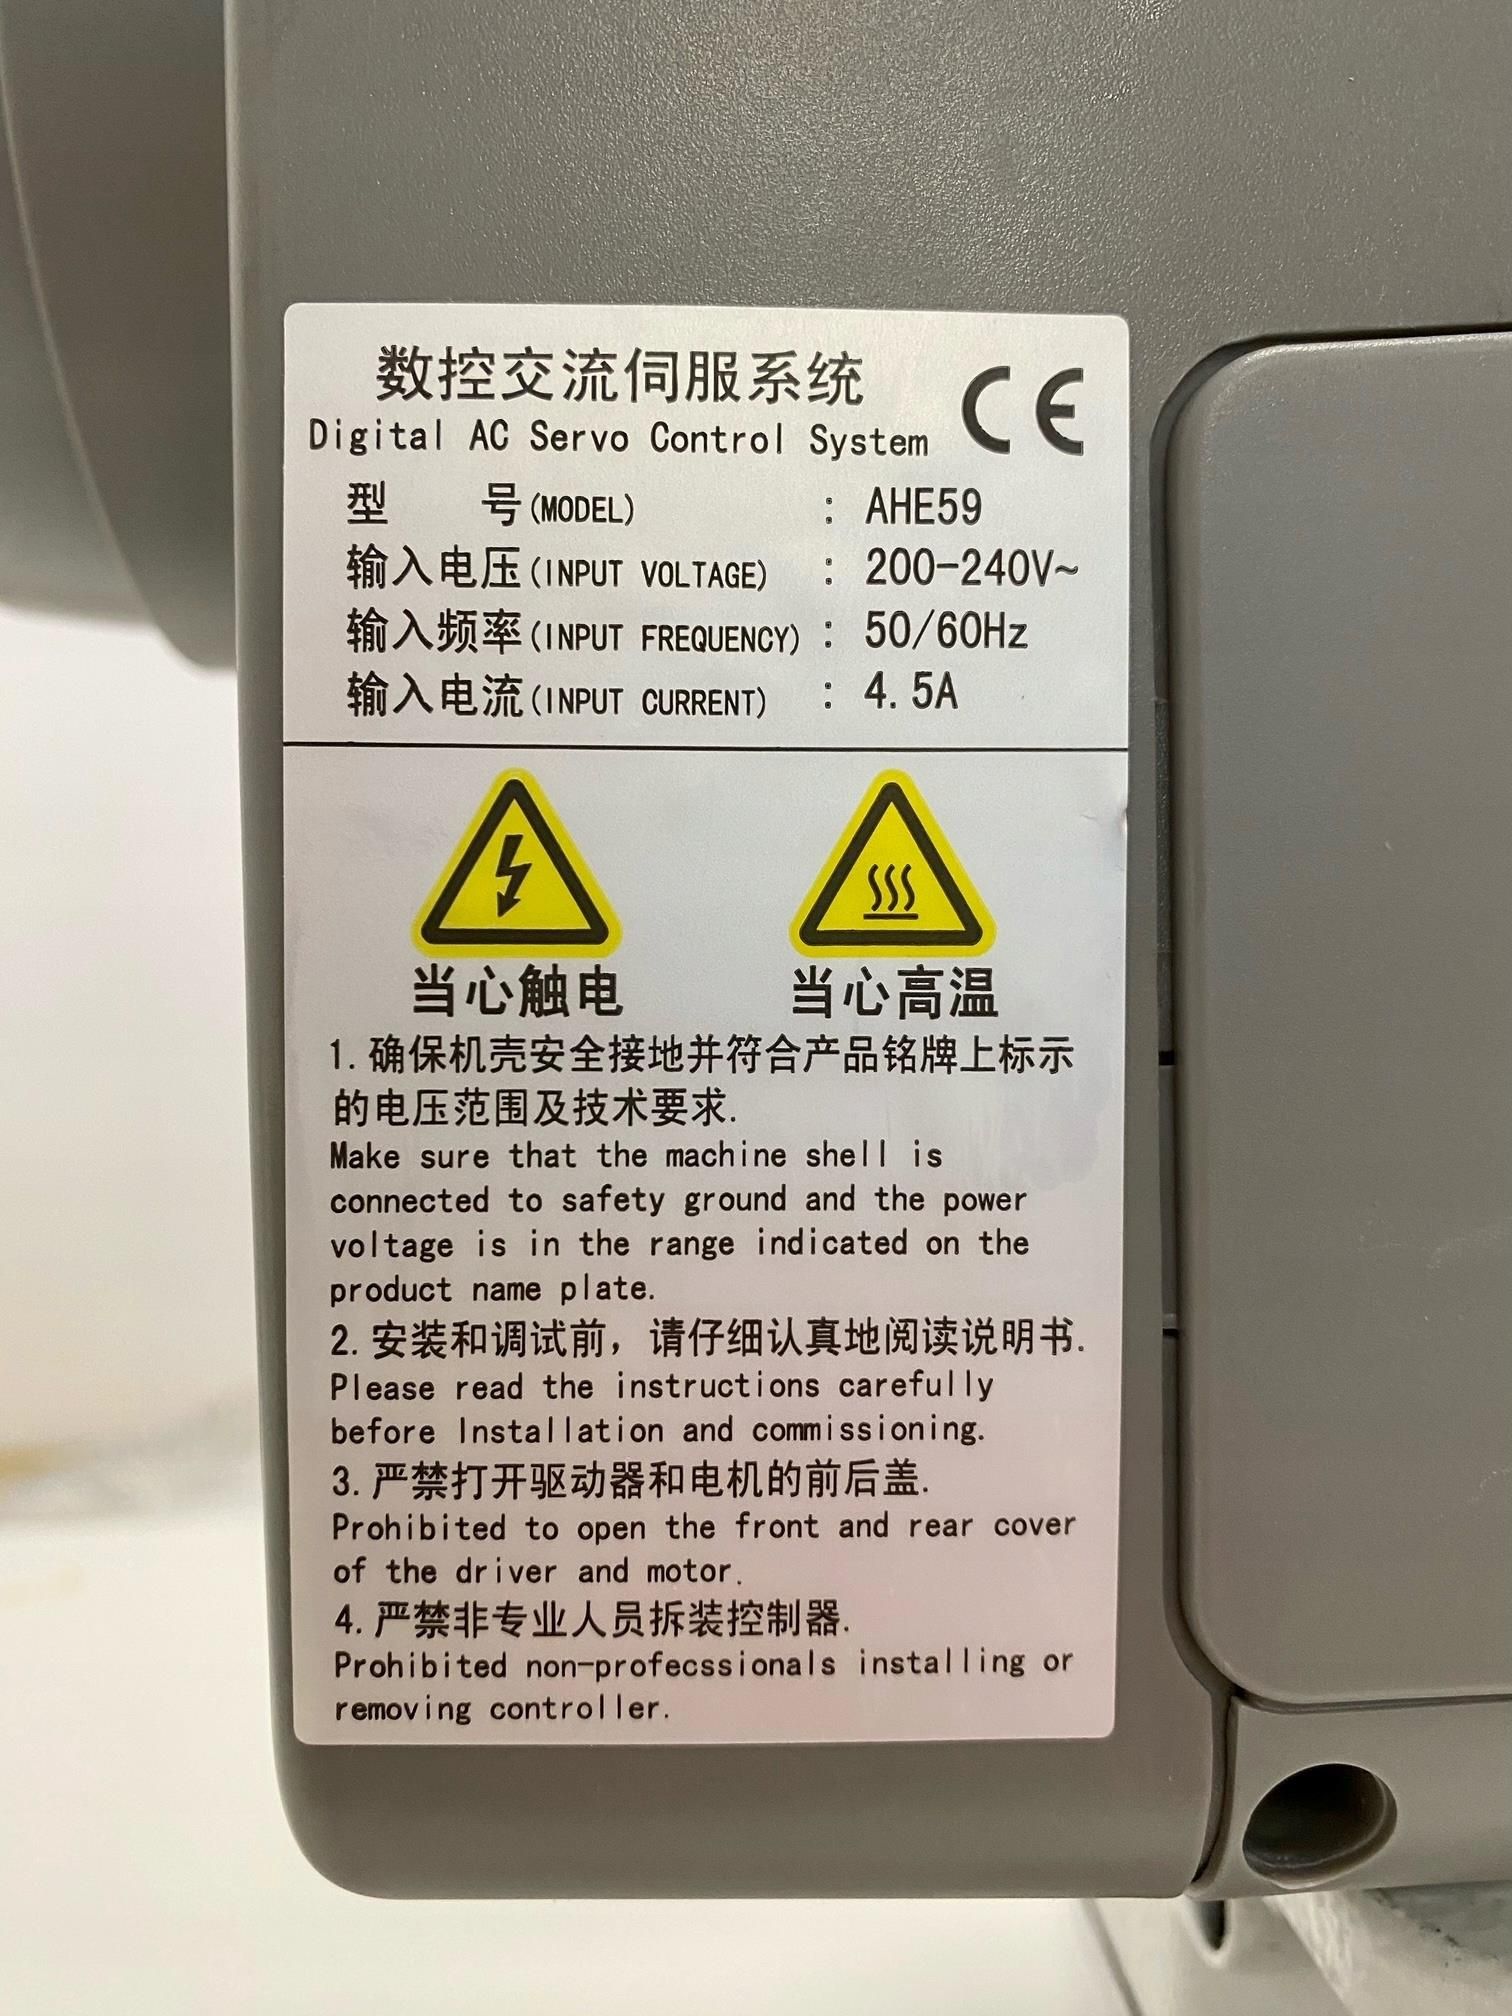 数控交流伺服系统
Digital AC Servo Control System
CE
型 号(MODEL) : AHE59
输入电压(INPUT VOLTAGE) : 200-240V~
输入频率(INPUT FREQUENCY) : 50/60Hz
输入电流(INPUT CURRENT) : 4.5A
当心触电
当心高温
1.确保机壳安全接地并符合产品铭牌上标示
的电压范围及技术要求.
Make sure that the machine shell is
connected to safety ground and the power
voltage is in the range indicated on the
product name plate.
2.安装和调试前，请仔细认真地阅读说明书.
Please read the instructions carefully
before Installation and commissioning.
3.严禁打开驱动器和电机的前后盖.
Prohibited to open the front and rear cover
of the driver and motor.
4.严禁非专业人员拆装控制器.
Prohibited non-profecssionals installing or
removing controller.